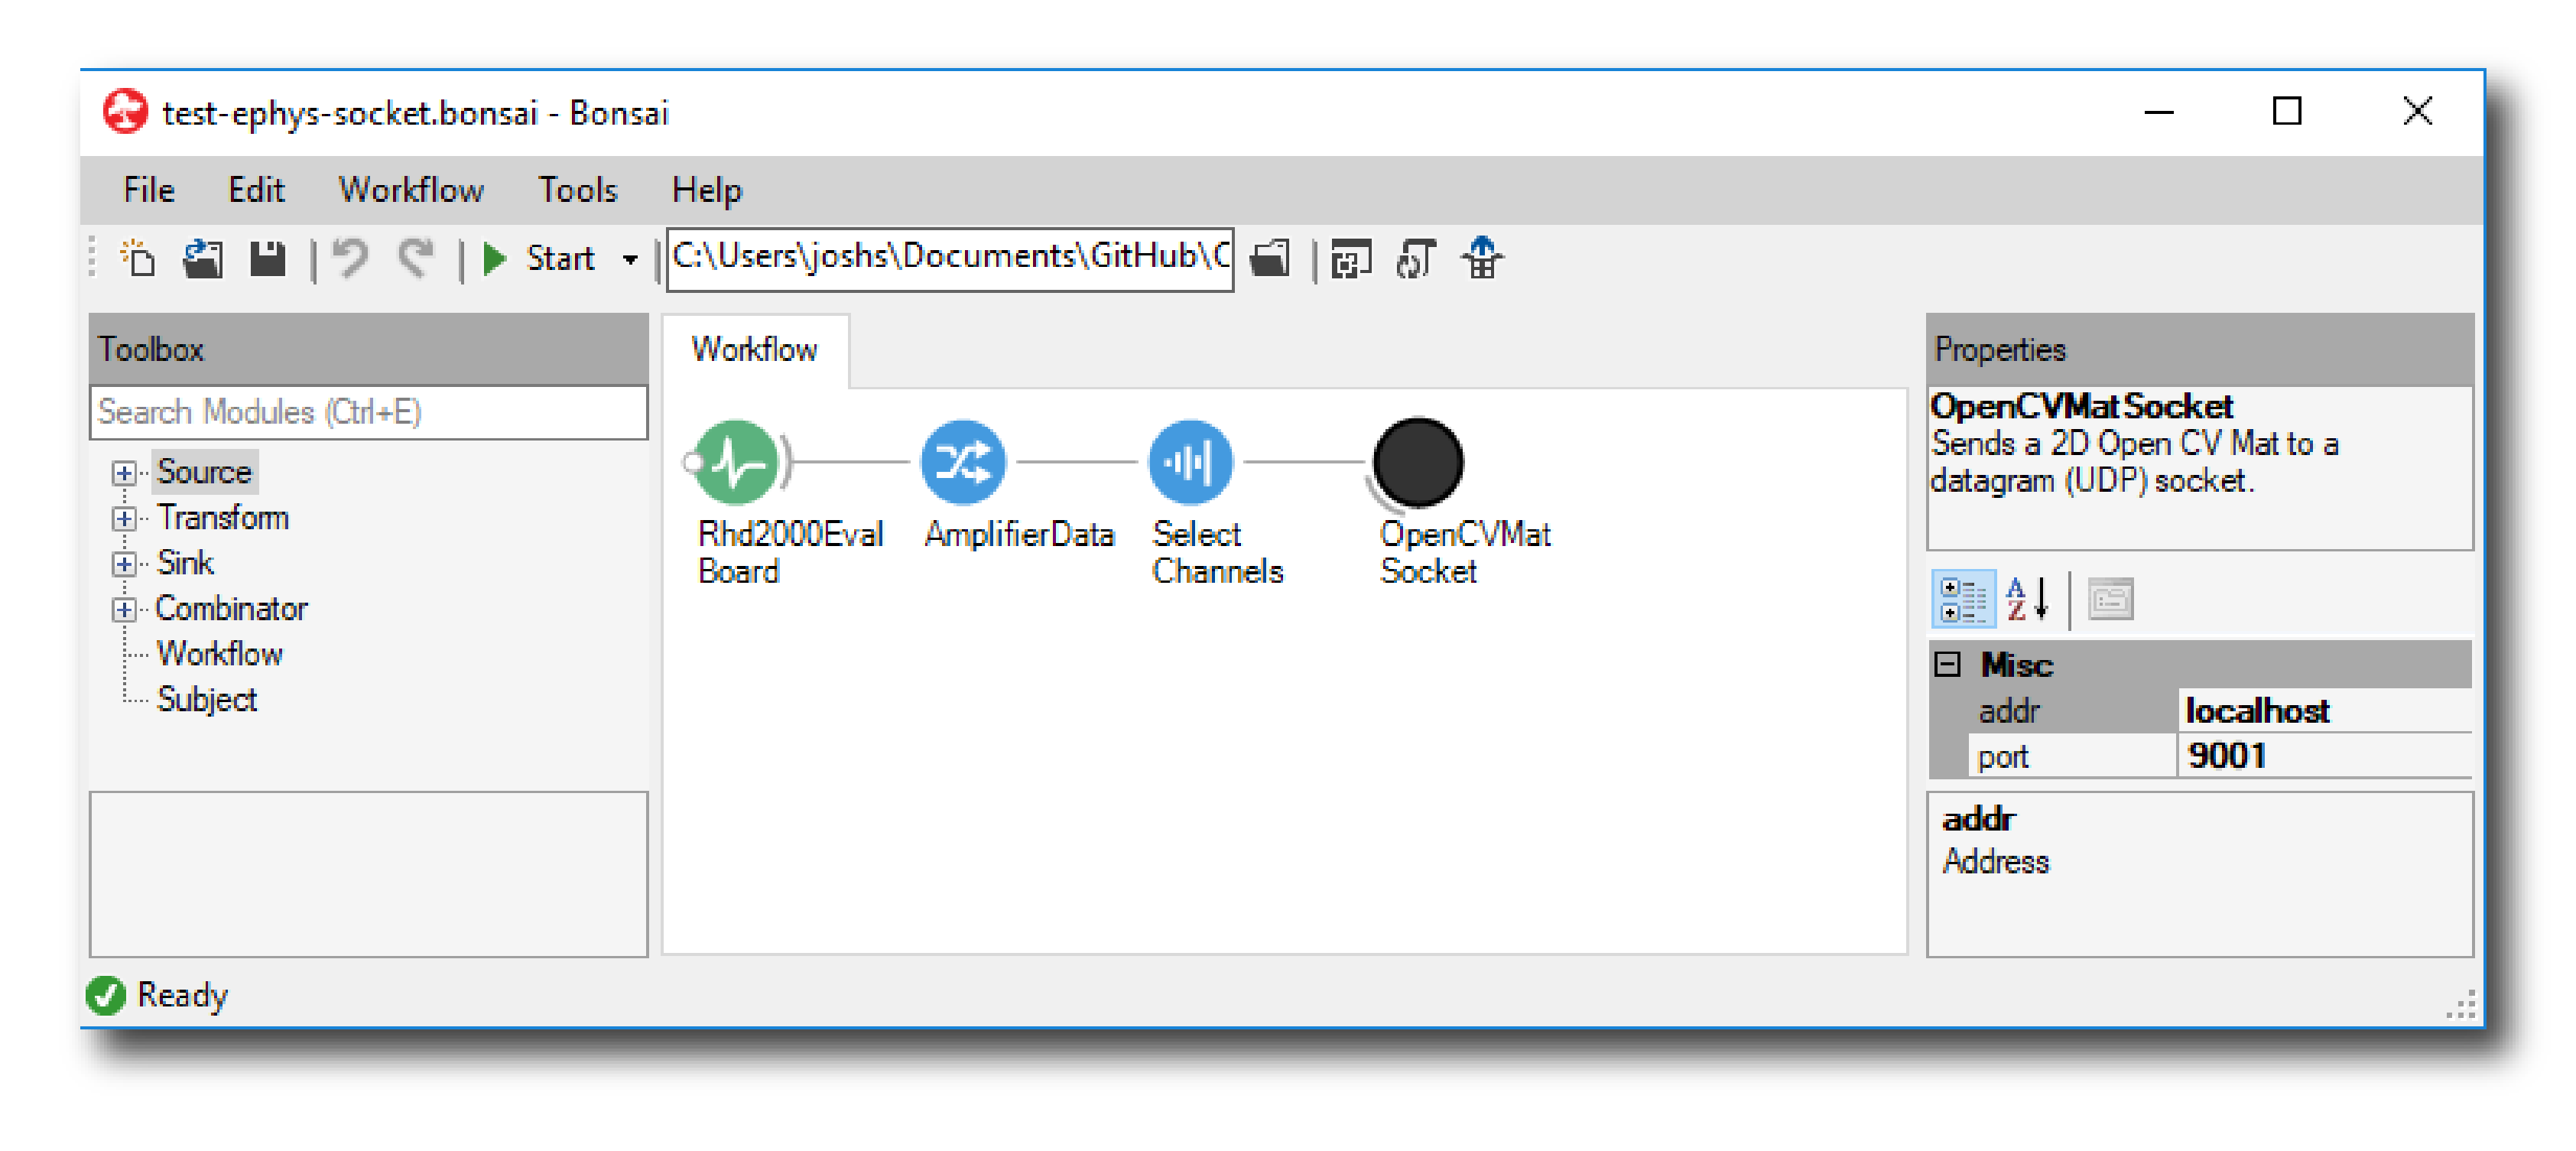 test-ephys-socket.bonsai - Bonsai
File Edit Workflow Tools Help
Start C:\Users\joshs\Documents\GitHub\C
Toolbox
Search Modules (Ctrl+E)
Source
Transform
Sink
Combinator
Workflow
Subject
Workflow
Rhd2000Eval
Board
AmplifierData
Select
Channels
OpenCVMat
Socket
Properties
OpenCVMatSocket
Sends a 2D Open CV Mat to a
datagram (UDP) socket.
A
Z
Misc
addr localhost
port 9001
addr
Address
Ready